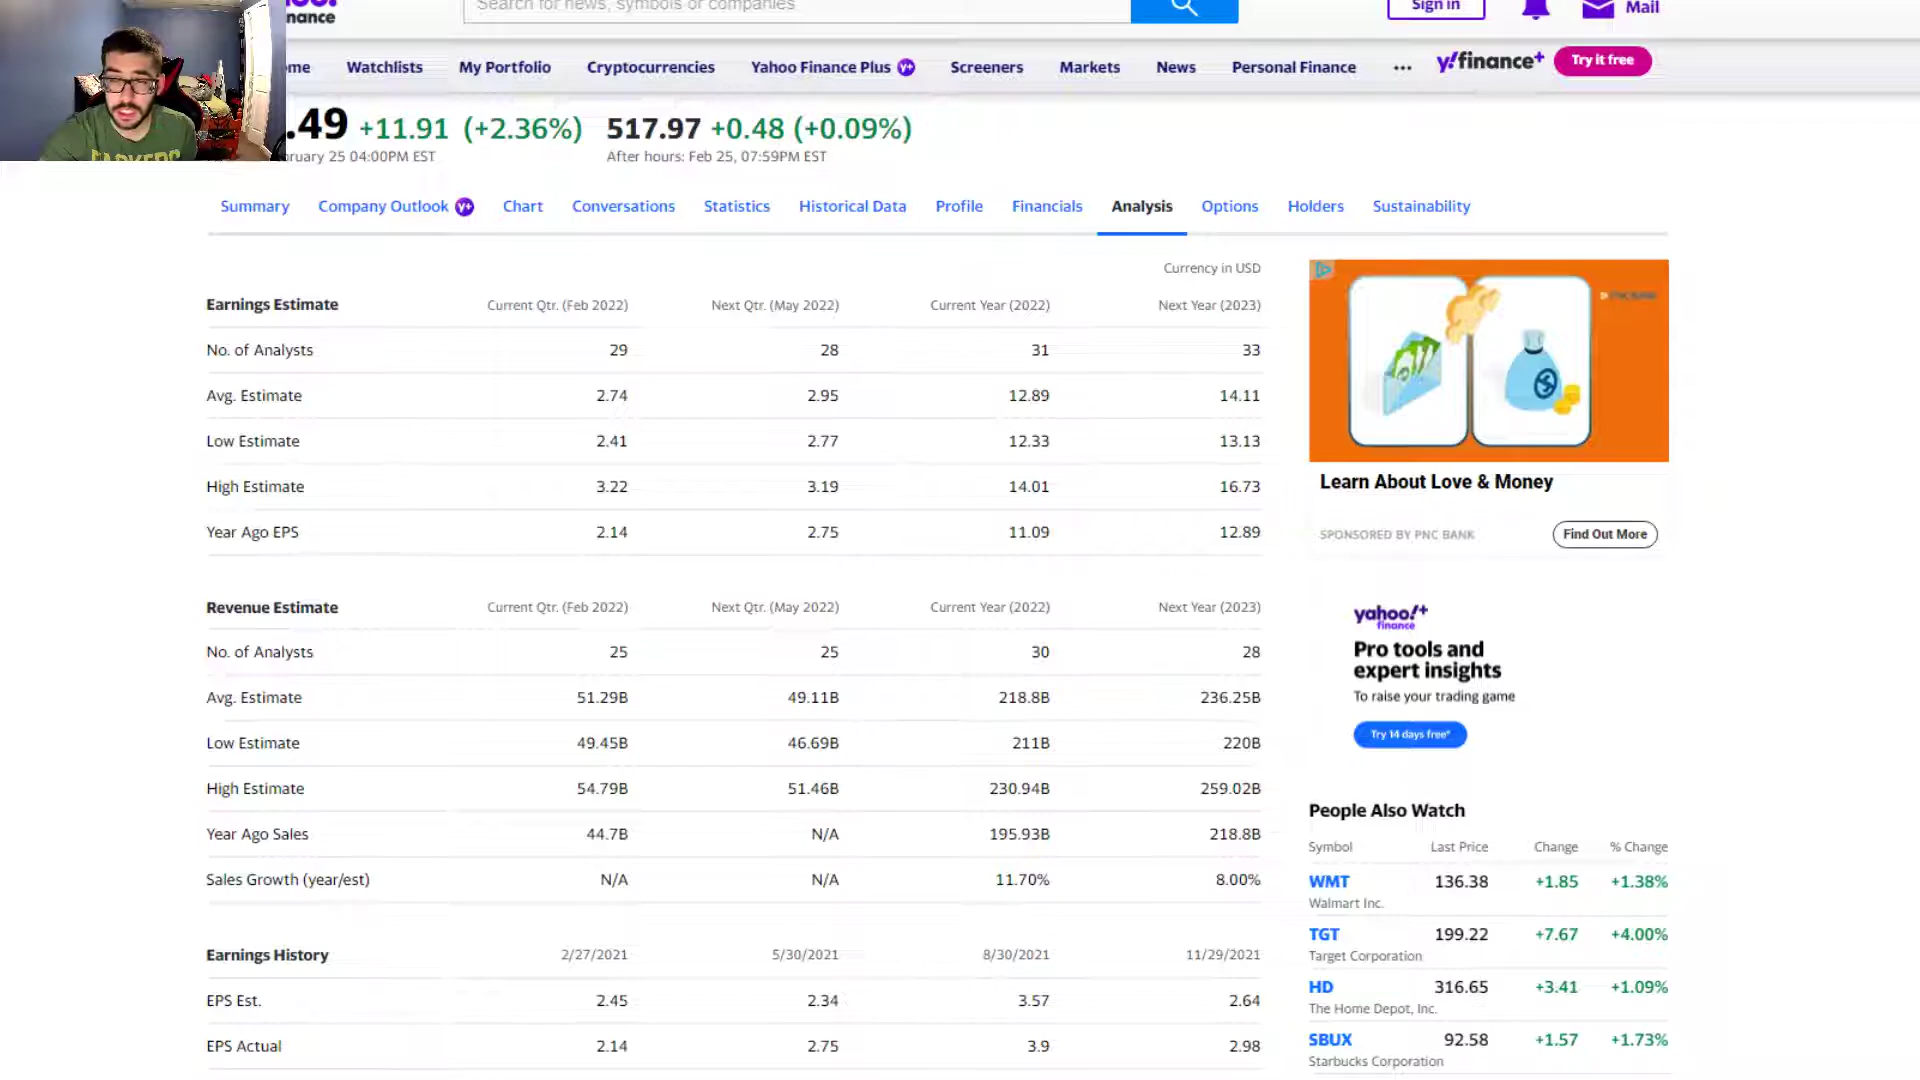 nance
Search for news, symbols or companies
Sign in
Mail
me Watchlists My Portfolio Cryptocurrencies Yahoo Finance Plus Y+ Screeners Markets News Personal Finance ... y!finance+ Try it free
.49 +11.91 (+2.36%) 517.97 +0.48 (+0.09%)
bruary 25 04:00PM EST After hours: Feb 25, 07:59PM EST
Summary Company Outlook Y+ Chart Conversations Statistics Historical Data Profile Financials Analysis Options Holders Sustainability
Currency in USD
Earnings Estimate Current Qtr. (Feb 2022) Next Qtr. (May 2022) Current Year (2022) Next Year (2023)
No. of Analysts 29 28 31 33
Avg. Estimate 2.74 2.95 12.89 14.11
Low Estimate 2.41 2.77 12.33 13.13
High Estimate 3.22 3.19 14.01 16.73
Year Ago EPS 2.14 2.75 11.09 12.89
Revenue Estimate Current Qtr. (Feb 2022) Next Qtr. (May 2022) Current Year (2022) Next Year (2023)
No. of Analysts 25 25 30 28
Avg. Estimate 51.29B 49.11B 218.8B 236.25B
Low Estimate 49.45B 46.69B 211B 220B
High Estimate 54.79B 51.46B 230.94B 259.02B
Year Ago Sales 44.7B N/A 195.93B 218.8B
Sales Growth (year/est) N/A N/A 11.70% 8.00%
Earnings History 2/27/2021 5/30/2021 8/30/2021 11/29/2021
EPS Est. 2.45 2.34 3.57 2.64
EPS Actual 2.14 2.75 3.9 2.98
PNC BANK
Learn About Love & Money
SPONSORED BY PNC BANK Find Out More
yahoo!+
finance
Pro tools and
expert insights
To raise your trading game
Try 14 days free*
People Also Watch
Symbol Last Price Change % Change
WMT 136.38 +1.85 +1.38%
Walmart Inc.
TGT 199.22 +7.67 +4.00%
Target Corporation
HD 316.65 +3.41 +1.09%
The Home Depot, Inc.
SBUX 92.58 +1.57 +1.73%
Starbucks Corporation